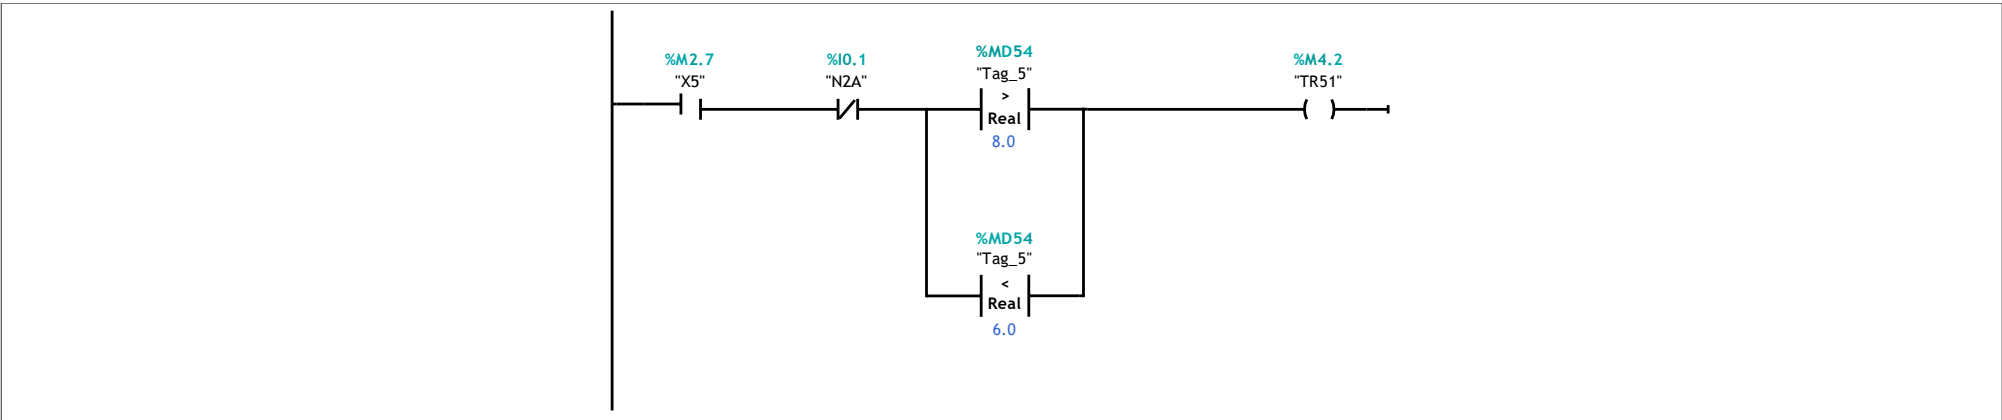 %M2.7
"X5"
%I0.1
"N2A"
%MD54
"Tag_5"
>
Real
8.0
%M4.2
"TR51"
%MD54
"Tag_5"
<
Real
6.0